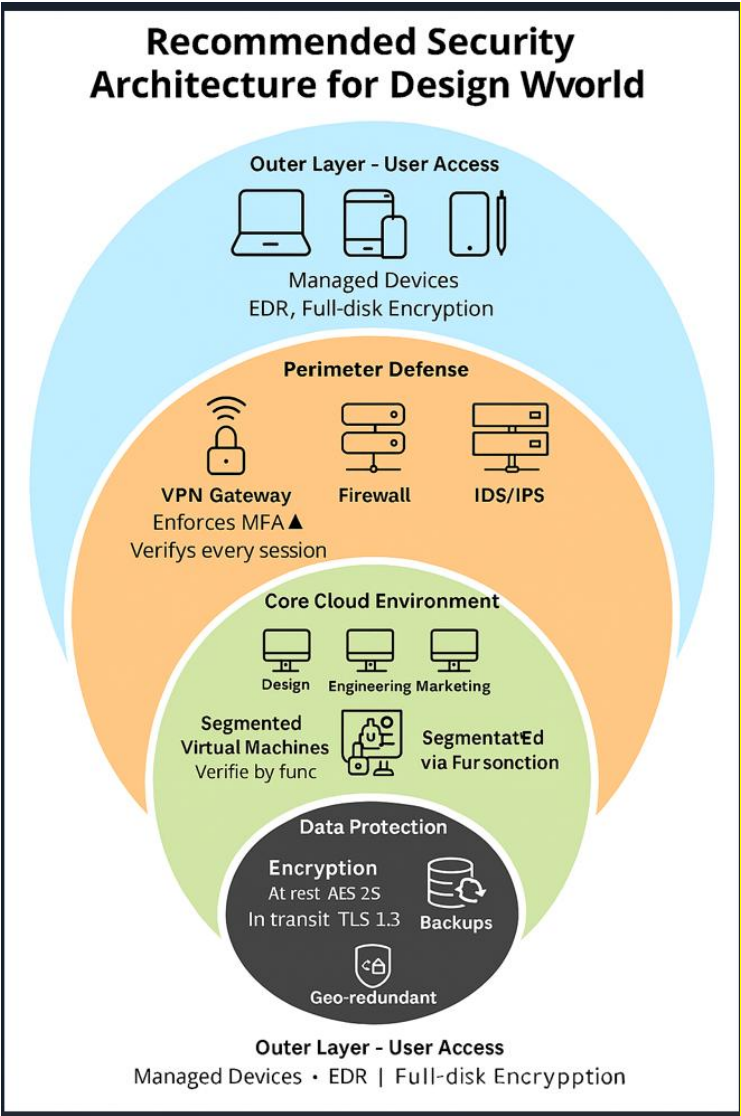 Recommended Security
Architecture for Design Wvorld
Outer Layer - User Access
Managed Devices
EDR, Full-disk Encryption
Perimeter Defense
VPN Gateway
Enforces MFA▲
Verifys every session
Firewall
IDS/IPS
Core Cloud Environment
Design
Engineering
Marketing
Segmented
Virtual Machines
Verifie by func
SegmentatEd
via Fur sonction
Data Protection
Encryption
At rest AES 2S
In transit TLS 1.3
Backups
Geo-redundant
Outer Layer - User Access
Managed Devices • EDR | Full-disk Encrypption